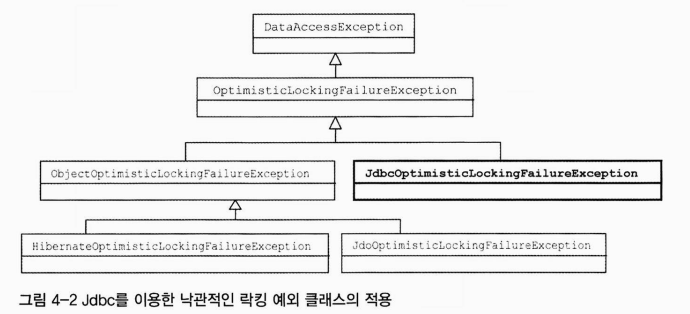 DataAccessException
OptimisticLockingFailureException
ObjectOptimisticLockingFailureException
JdbcOptimisticLockingFailureException
HibernateOptimisticLockingFailureException
JdoOptimisticLockingFailureException
그림 4-2 Jdbc를 이용한 낙관적인 락킹 예외 클래스의 적용